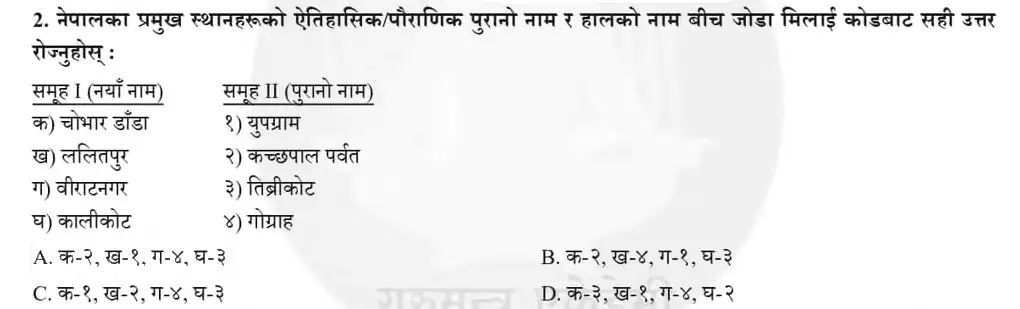 2. नेपालका प्रमुख स्थानहरूको ऐतिहासिक/पौराणिक पुरानो नाम र हालको नाम बीच जोडा मिलाई कोडबाट सही उत्तर
रोज्नुहोस् :
समूह I (नयाँ नाम) समूह II (पुरानो नाम)
क) चोभार डाँडा १) युपग्राम
ख) ललितपुर २) कच्छपाल पर्वत
ग) वीराटनगर ३) तिब्रीकोट
घ) कालीकोट ४) गोग्राह
A. क-२, ख-१, ग-४, घ-३ B. क-२, ख-४, ग-१, घ-३
C. क-१, ख-२, ग-४, घ-३ D. क-३, ख-१, ग-४, घ-२